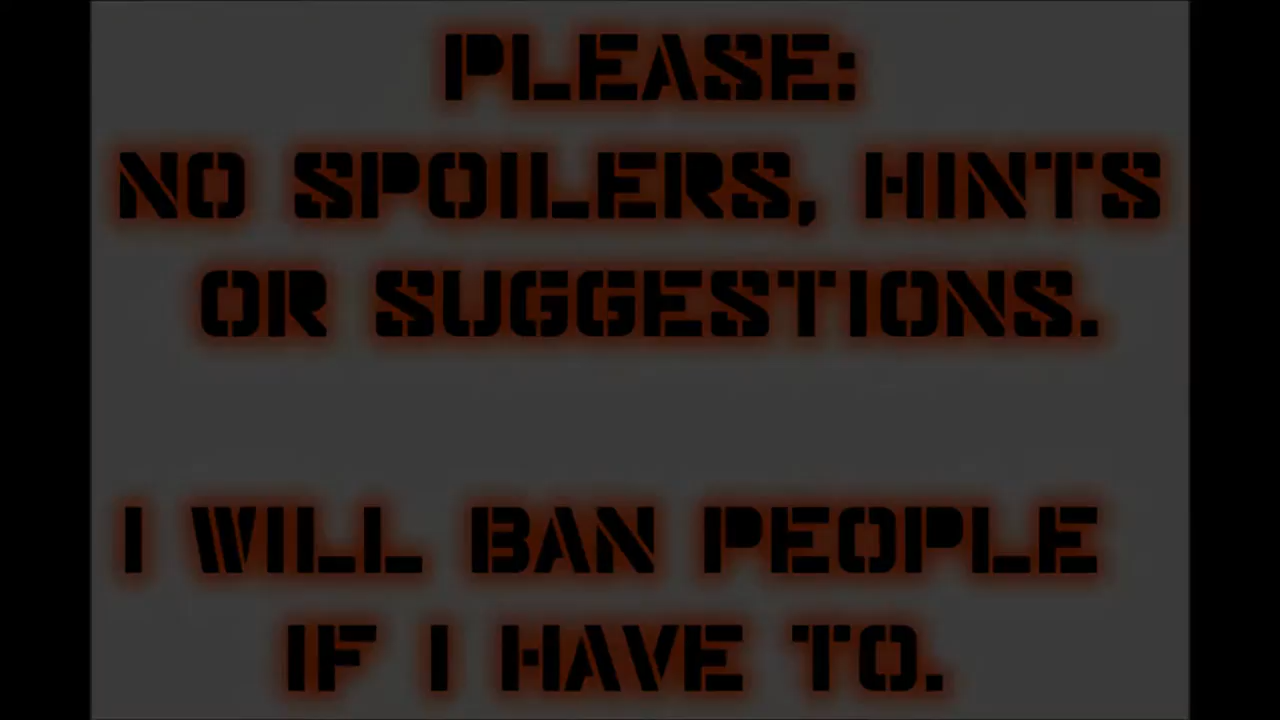 PLEASE:
NO SPOILERS, HINTS
OR SUGGESTIONS.
I WILL BAN PEOPLE
IF I HAVE TO.